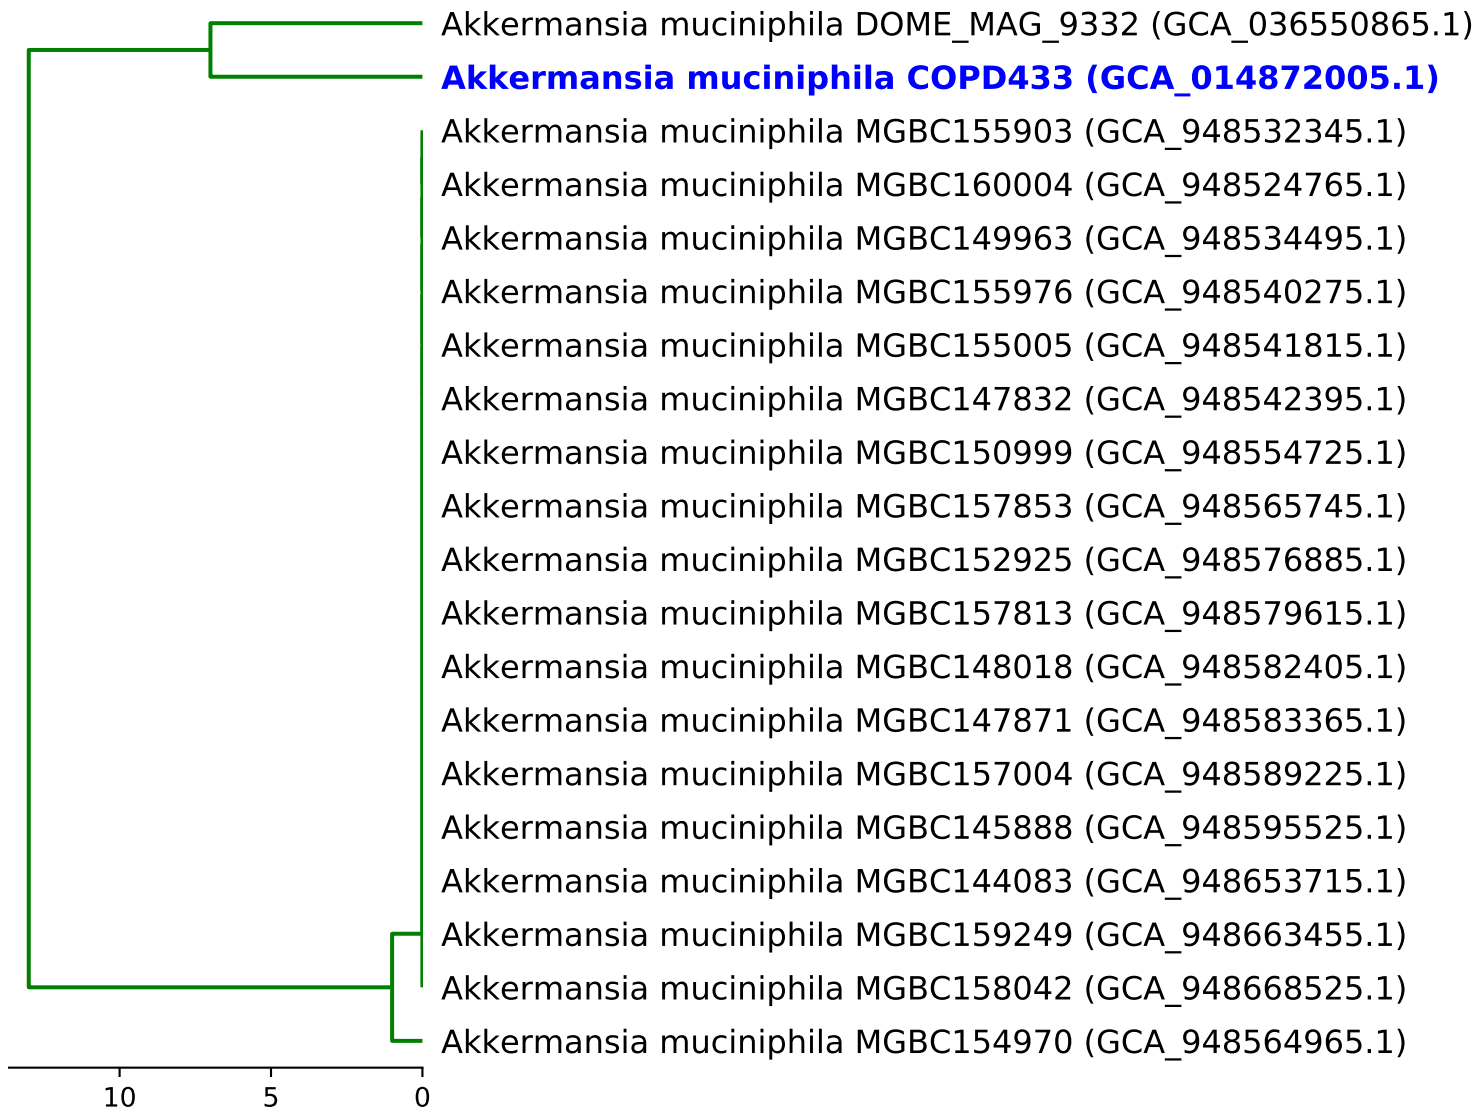 Akkermansia muciniphila DOME_MAG_9332 (GCA_036550865.1)
Akkermansia muciniphila COPD433 (GCA_014872005.1)
Akkermansia muciniphila MGBC155903 (GCA_948532345.1)
Akkermansia muciniphila MGBC160004 (GCA_948524765.1)
Akkermansia muciniphila MGBC149963 (GCA_948534495.1)
Akkermansia muciniphila MGBC155976 (GCA_948540275.1)
Akkermansia muciniphila MGBC155005 (GCA_948541815.1)
Akkermansia muciniphila MGBC147832 (GCA_948542395.1)
Akkermansia muciniphila MGBC150999 (GCA_948554725.1)
Akkermansia muciniphila MGBC157853 (GCA_948565745.1)
Akkermansia muciniphila MGBC152925 (GCA_948576885.1)
Akkermansia muciniphila MGBC157813 (GCA_948579615.1)
Akkermansia muciniphila MGBC148018 (GCA_948582405.1)
Akkermansia muciniphila MGBC147871 (GCA_948583365.1)
Akkermansia muciniphila MGBC157004 (GCA_948589225.1)
Akkermansia muciniphila MGBC145888 (GCA_948595525.1)
Akkermansia muciniphila MGBC144083 (GCA_948653715.1)
Akkermansia muciniphila MGBC159249 (GCA_948663455.1)
Akkermansia muciniphila MGBC158042 (GCA_948668525.1)
Akkermansia muciniphila MGBC154970 (GCA_948564965.1)
10 5 0